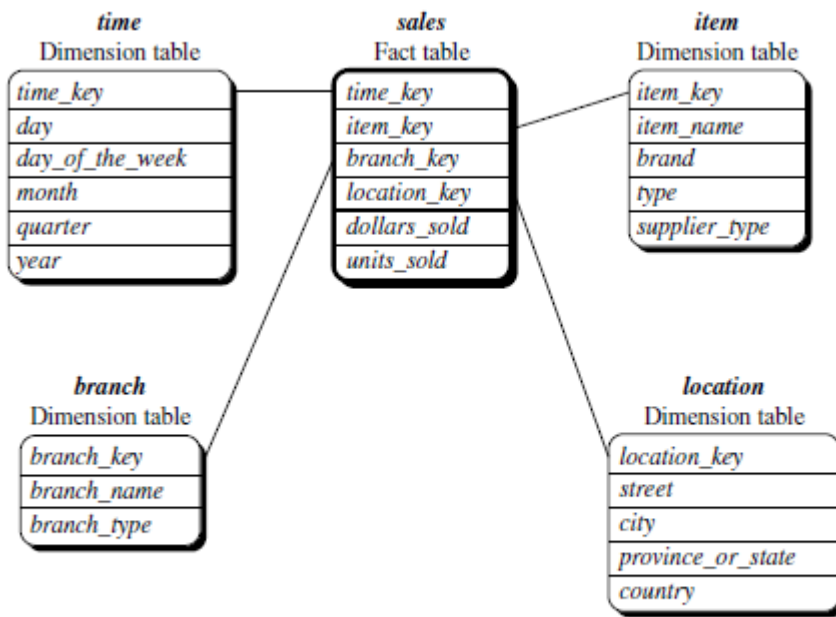 time
Dimension table
time_key
day
day_of_the_week
month
quarter
year
sales
Fact table
time_key
item_key
branch_key
location_key
dollars_sold
units_sold
item
Dimension table
item_key
item_name
brand
type
supplier_type
branch
Dimension table
branch_key
branch_name
branch_type
location
Dimension table
location_key
street
city
province_or_state
country